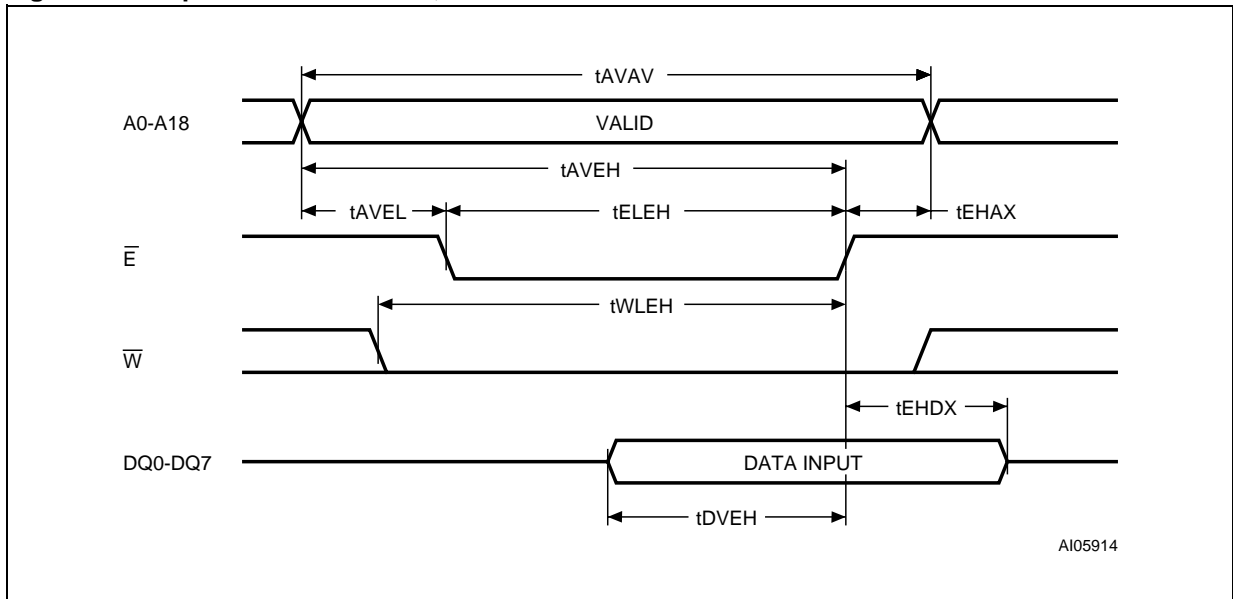 tAVAV
A0-A18 VALID
tAVEH
tAVEL tELEH tEHAX
E̅
tWLEH
W̅
tEHDX
DQ0-DQ7 DATA INPUT
tDVEH
AI05914